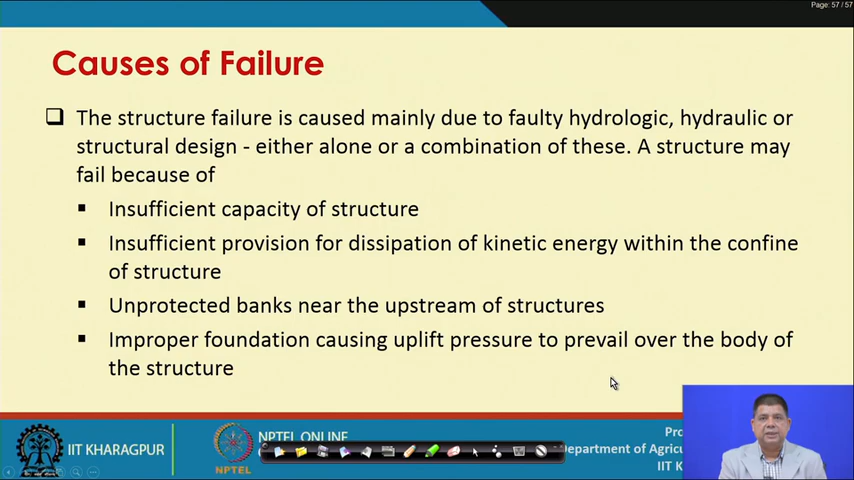 Page: 57 / 57
Causes of Failure
The structure failure is caused mainly due to faulty hydrologic, hydraulic or
structural design - either alone or a combination of these. A structure may
fail because of
Insufficient capacity of structure
Insufficient provision for dissipation of kinetic energy within the confine
of structure
Unprotected banks near the upstream of structures
Improper foundation causing uplift pressure to prevail over the body of
the structure
IIT KHARAGPUR
NPTEL
NPTEL ONLINE
Department of Agricu
IIT K